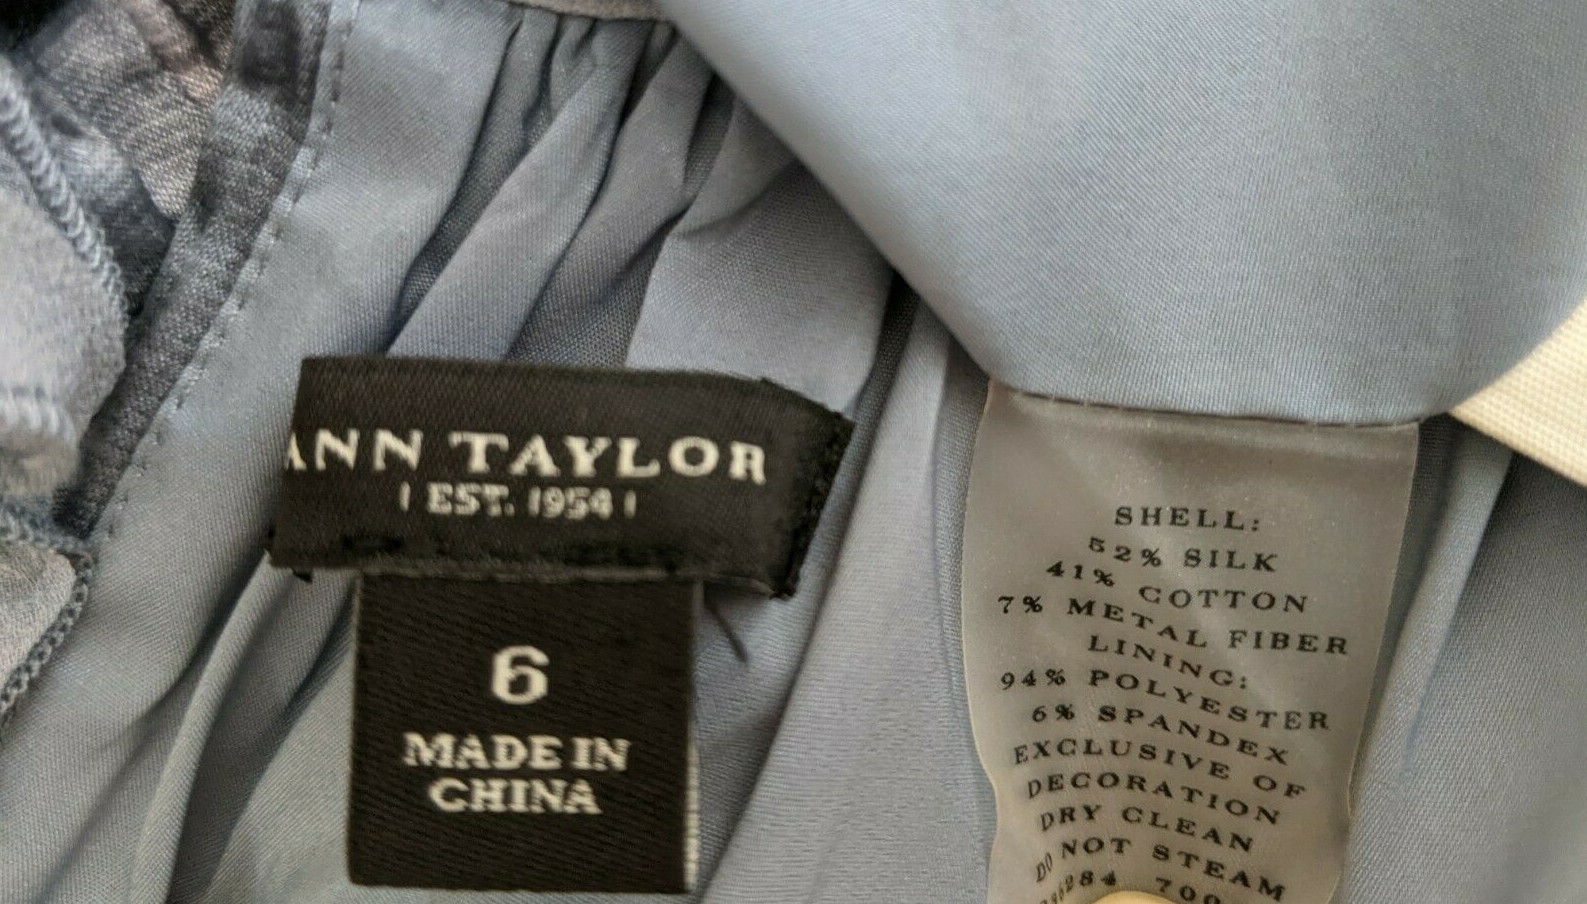 ANN TAYLOR
| EST. 1954 |
6
MADE IN
CHINA
SHELL:
52% SILK
41% COTTON
7% METAL FIBER
LINING:
94% POLYESTER
6% SPANDEX
EXCLUSIVE OF
DECORATION
DRY CLEAN
DO NOT STEAM